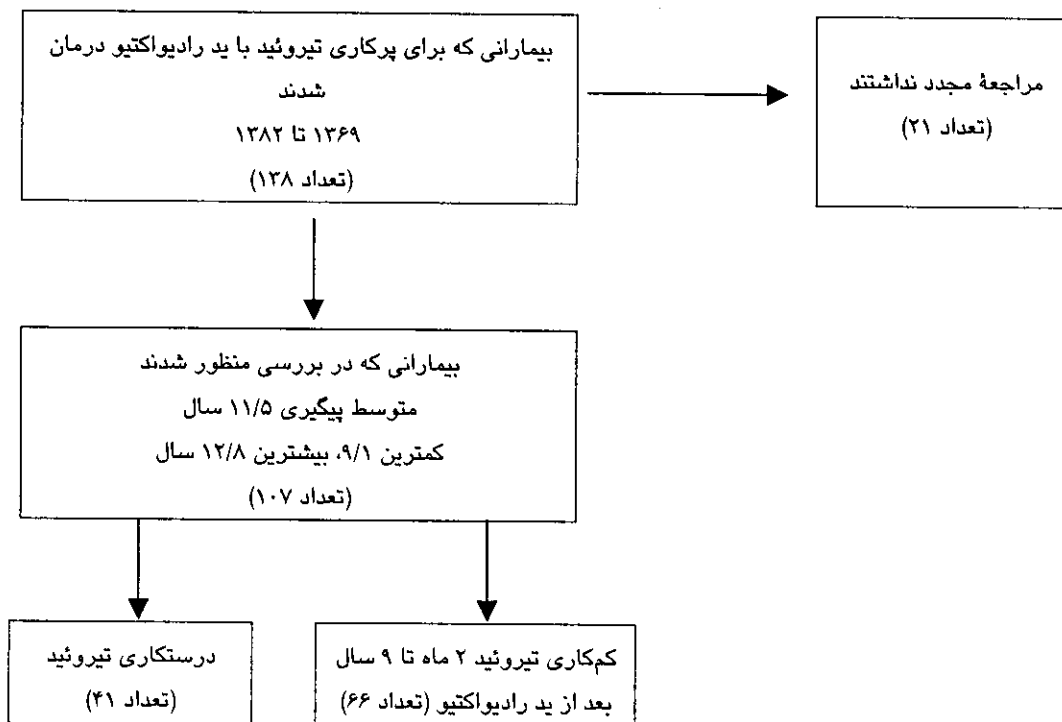 بیمارانی که برای پرکاری تیروئید با ید رادیواکتیو درمان
شدند
۱۳۶۹ تا ۱۳۸۲
(تعداد ۱۳۸)
مراجعهٔ مجدد نداشتند
(تعداد ۲۱)
بیمارانی که در بررسی منظور شدند
متوسط پیگیری ۱۱/۵ سال
کمترین ۹/۱، بیشترین ۱۲/۸ سال
(تعداد ۱۰۷)
کم‌کاری تیروئید ۲ ماه تا ۹ سال
بعد از ید رادیواکتیو (تعداد ۶۶)
درستکاری تیروئید
(تعداد ۴۱)